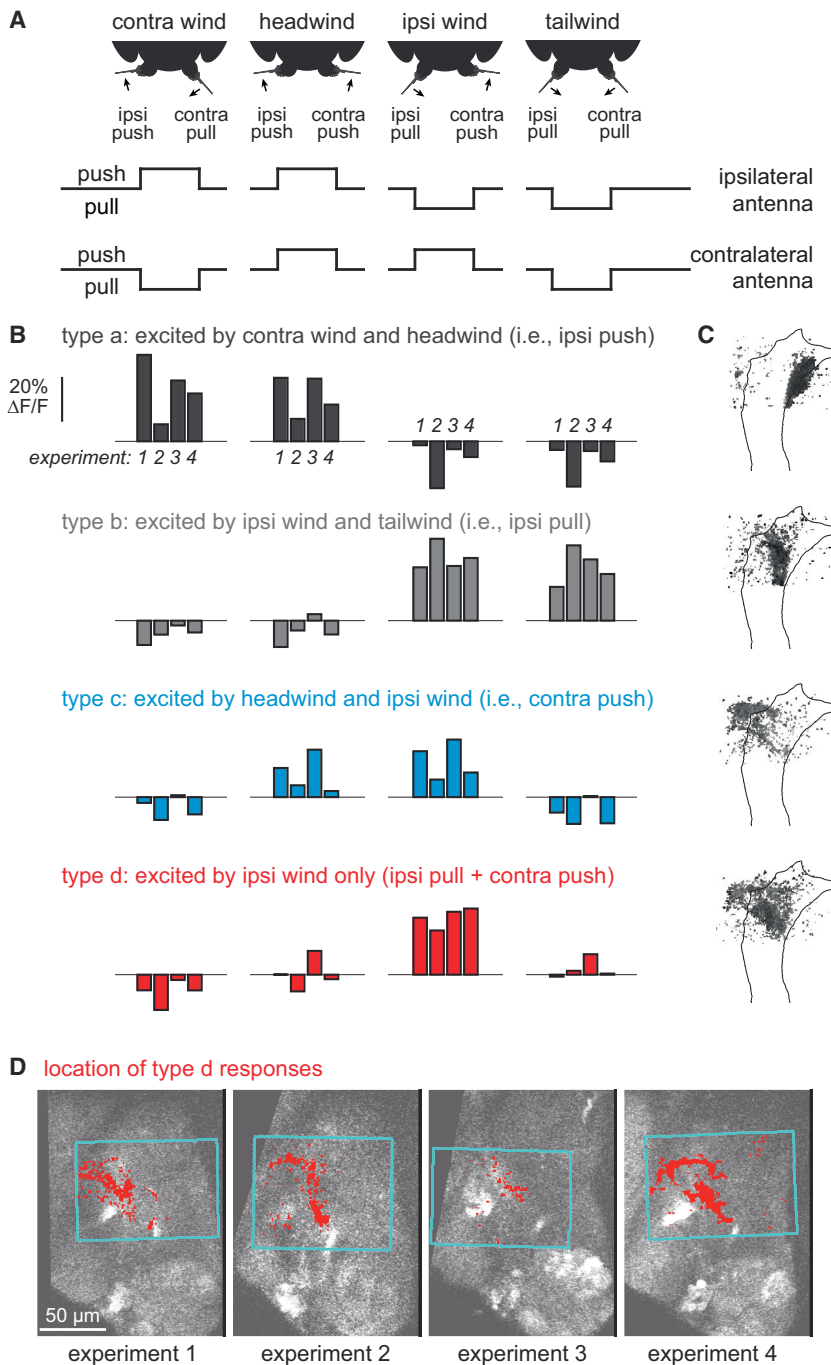 A
contra wind headwind ipsi wind tailwind
ipsi push contra pull ipsi push contra push ipsi pull contra push ipsi pull contra pull
push
pull
ipsilateral antenna
push
pull
contralateral antenna
B
type a: excited by contra wind and headwind (i.e., ipsi push)
C
20% ΔF/F
1 2 3 4 1 2 3 4
experiment: 1 2 3 4 1 2 3 4
type b: excited by ipsi wind and tailwind (i.e., ipsi pull)
type c: excited by headwind and ipsi wind (i.e., contra push)
type d: excited by ipsi wind only (ipsi pull + contra push)
D location of type d responses
50 µm
experiment 1 experiment 2 experiment 3 experiment 4